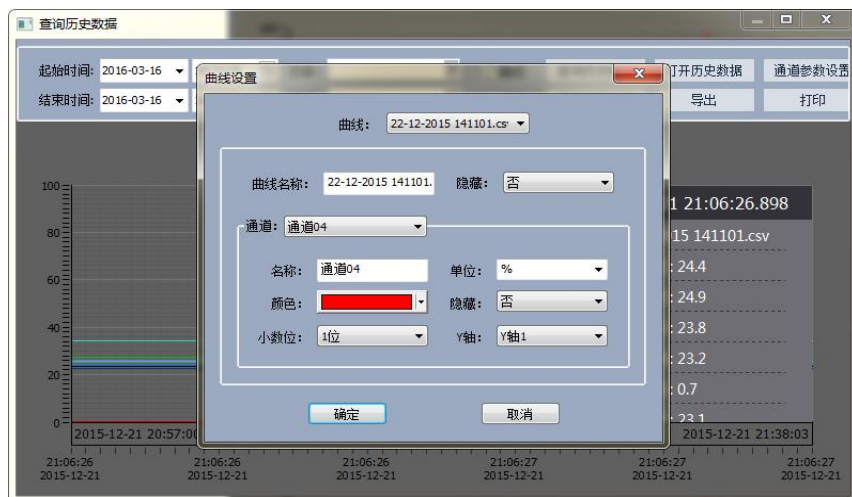 查询历史数据
起始时间: 2016-03-16
打开历史数据 通道参数设置
结束时间: 2016-03-16
导出 打印
曲线设置
曲线: 22-12-2015 141101.cs
曲线名称: 22-12-2015 141101. 隐藏: 否
通道: 通道04
名称: 通道04 单位: %
颜色: 隐藏: 否
小数位: 1位 Y轴: Y轴1
确定 取消
100
80
60
40
20
0
1 21:06:26.898
15 141101.csv
: 24.4
: 24.9
: 23.8
: 23.2
: 0.7
: 23.1
2015-12-21 20:57:0
2015-12-21 21:38:03
21:06:26 21:06:26 21:06:26 21:06:27 21:06:27 21:06:27
2015-12-21 2015-12-21 2015-12-21 2015-12-21 2015-12-21 2015-12-21